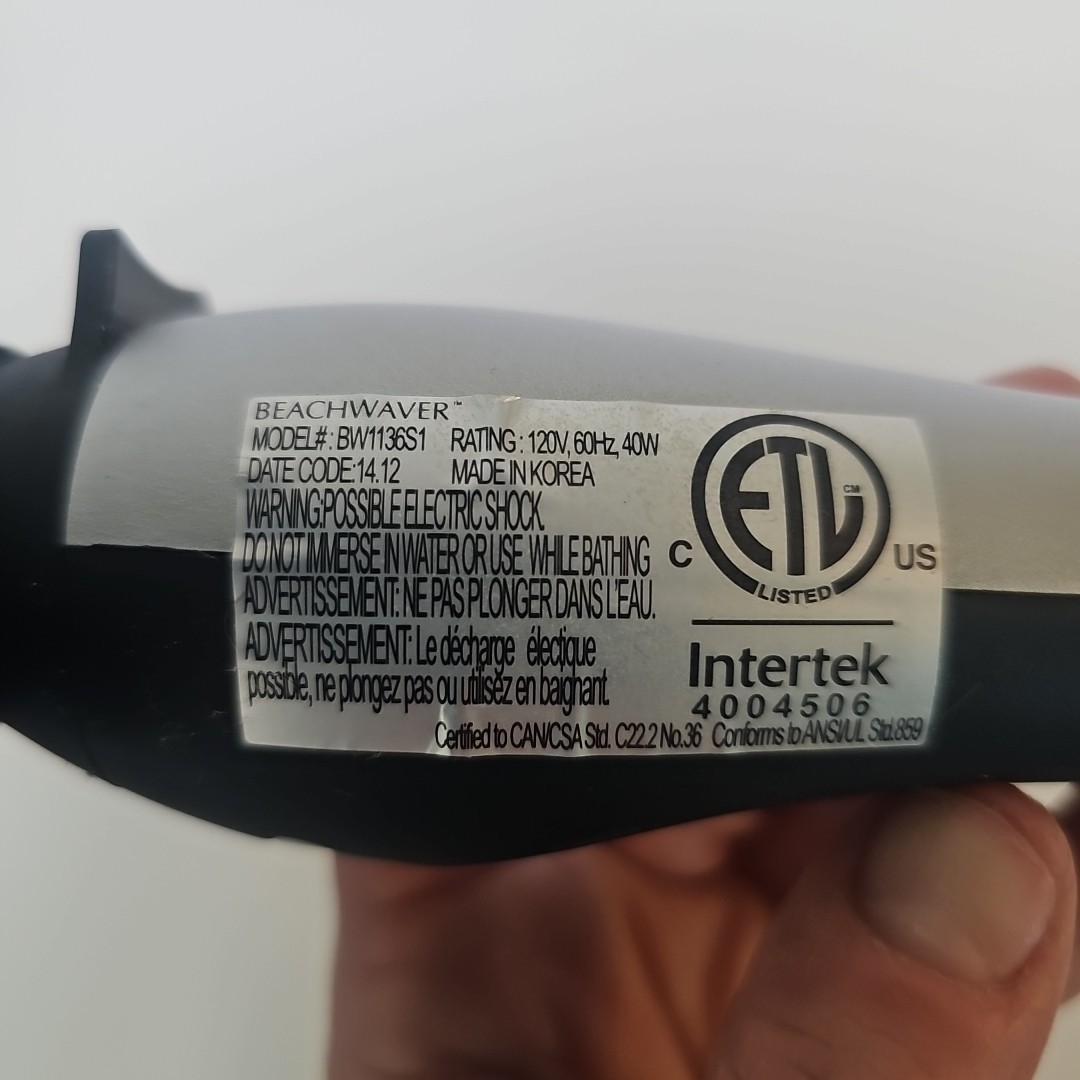 BEACHWAVER™
MODEL#: BW1136S1 RATING: 120V, 60Hz, 40W
DATE CODE:14.12 MADE IN KOREA
WARNING:POSSIBLE ELECTRIC SHOCK.
DO NOT IMMERSE IN WATER OR USE WHILE BATHING
ADVERTISSEMENT: NE PAS PLONGER DANS L'EAU.
ADVERTISSEMENT: Le décharge électique
possible, ne plongez pas ou utilisez en baignant.
Certified to CAN/CSA Std. C22.2 No.36 Conforms to ANSI/UL Std.859
ETL CM
C US
LISTED
Intertek
4004506